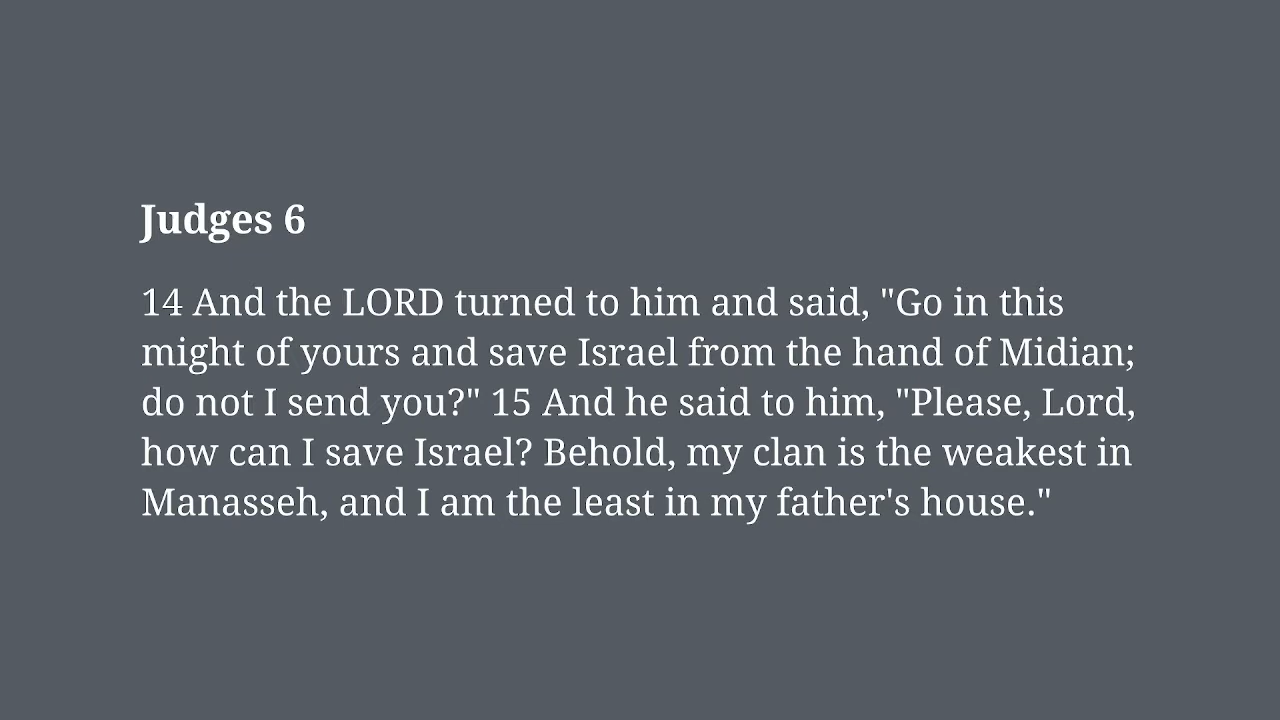 Judges 6
14 And the LORD turned to him and said, "Go in this
might of yours and save Israel from the hand of Midian;
do not I send you?" 15 And he said to him, "Please, Lord,
how can I save Israel? Behold, my clan is the weakest in
Manasseh, and I am the least in my father's house."